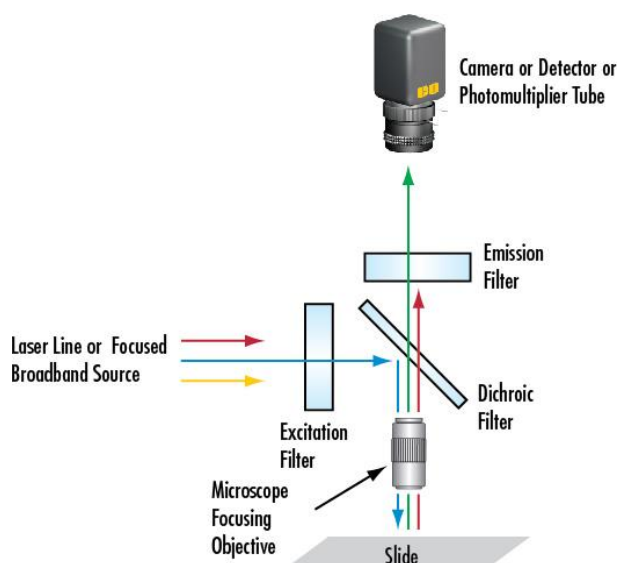 Camera or Detector or
Photomultiplier Tube
Emission
Filter
Laser Line or Focused
Broadband Source
Dichroic
Filter
Excitation
Filter
Microscope
Focusing
Objective
Slide